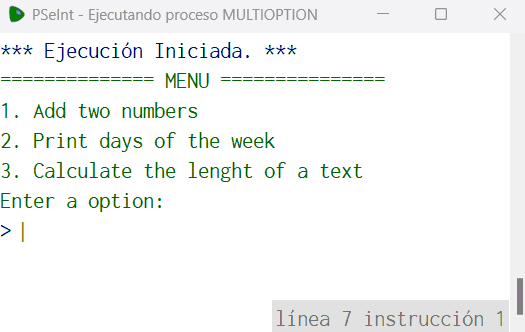 PSeInt - Ejecutando proceso MULTIOPTION
*** Ejecución Iniciada. ***
============== MENU ===============
1. Add two numbers
2. Print days of the week
3. Calculate the lenght of a text
Enter a option:
>
línea 7 instrucción 1